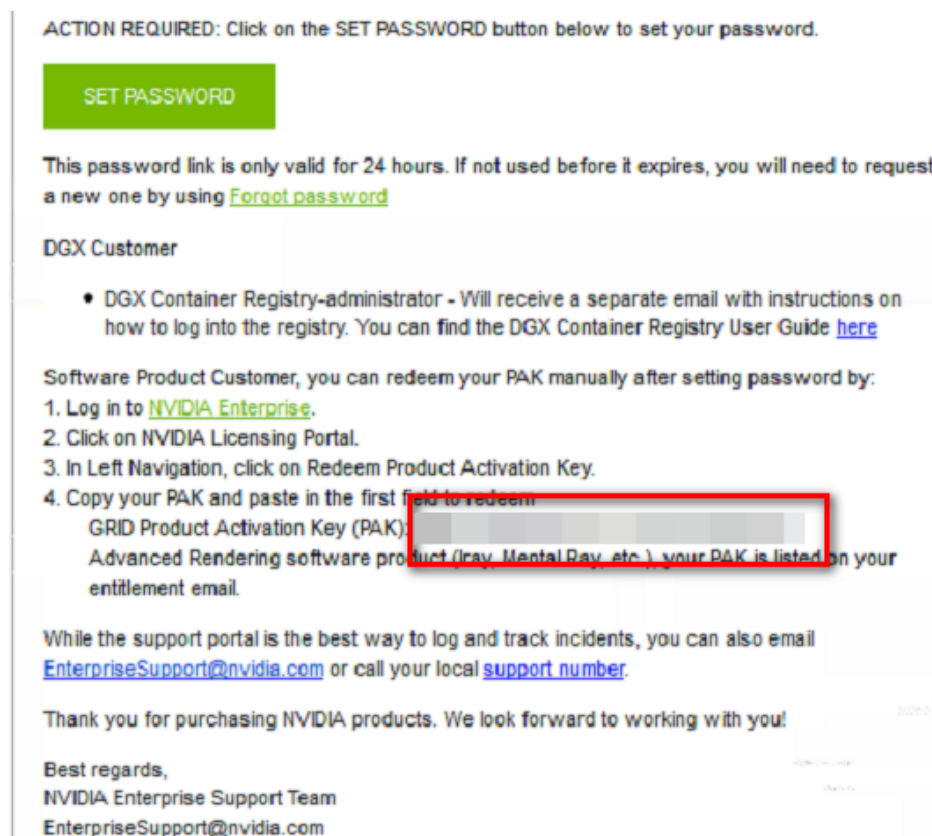 ACTION REQUIRED: Click on the SET PASSWORD button below to set your password.
SET PASSWORD
This password link is only valid for 24 hours. If not used before it expires, you will need to request
a new one by using Forgot password
DGX Customer
• DGX Container Registry-administrator - Will receive a separate email with instructions on
how to log into the registry. You can find the DGX Container Registry User Guide here
Software Product Customer, you can redeem your PAK manually after setting password by:
1. Log in to NVIDIA Enterprise.
2. Click on NVIDIA Licensing Portal.
3. In Left Navigation, click on Redeem Product Activation Key.
4. Copy your PAK and paste in the first field to redeem
GRID Product Activation Key (PAK):
Advanced Rendering software product (Iray, Mental Ray, etc.), your PAK is listed on your
entitlement email.
While the support portal is the best way to log and track incidents, you can also email
EnterpriseSupport@nvidia.com or call your local support number.
Thank you for purchasing NVIDIA products. We look forward to working with you!
Best regards,
NVIDIA Enterprise Support Team
EnterpriseSupport@nvidia.com